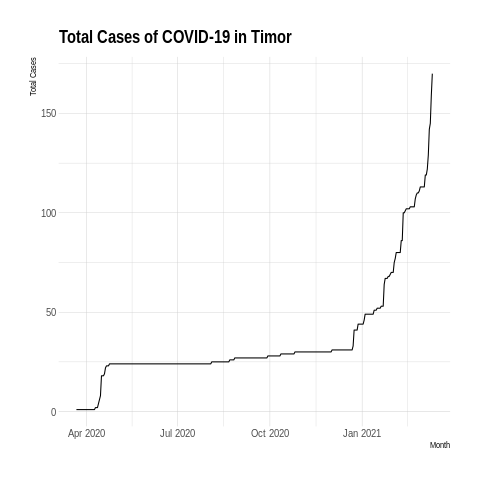 Total Cases of COVID-19 in Timor
Total Cases
150
100
50
0
Apr 2020 Jul 2020 Oct 2020 Jan 2021
Month